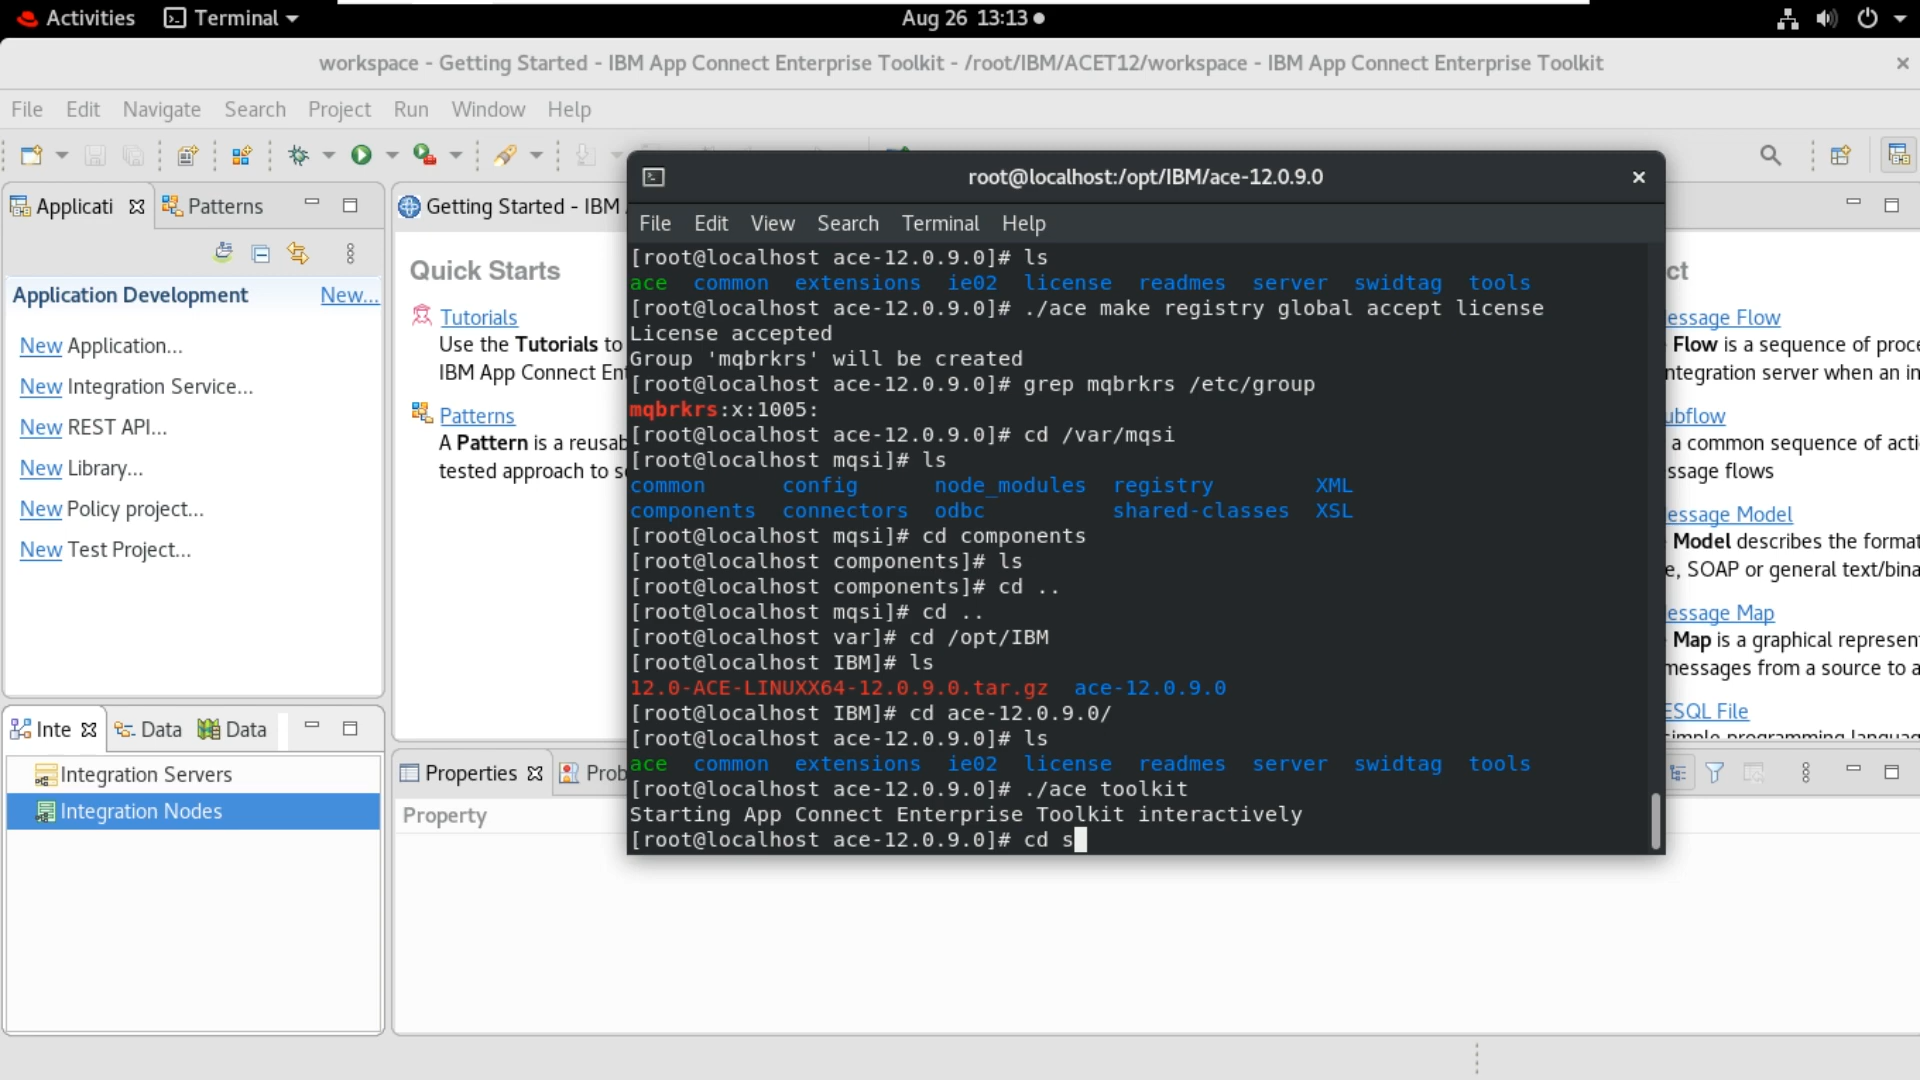 Activities
Terminal
Aug 26 13:13
workspace - Getting Started - IBM App Connect Enterprise Toolkit - /root/IBM/ACET12/workspace - IBM App Connect Enterprise Toolkit
File Edit Navigate Search Project Run Window Help
Applicati
Patterns
Application Development
New...
New Application...
New Integration Service...
New REST API...
New Library...
New Policy project...
New Test Project...
Getting Started - IBM
Quick Starts
Tutorials
Use the Tutorials to
IBM App Connect En
Patterns
A Pattern is a reusab
tested approach to s
root@localhost:/opt/IBM/ace-12.0.9.0
File Edit View Search Terminal Help
[root@localhost ace-12.0.9.0]# ls
ace common extensions ie02 license readmes server swidtag tools
[root@localhost ace-12.0.9.0]# ./ace make registry global accept license
License accepted
Group 'mqbrkrs' will be created
[root@localhost ace-12.0.9.0]# grep mqbrkrs /etc/group
mqbrkrs:x:1005:
[root@localhost ace-12.0.9.0]# cd /var/mqsi
[root@localhost mqsi]# ls
common config node_modules registry XML
components connectors odbc shared-classes XSL
[root@localhost mqsi]# cd components
[root@localhost components]# ls
[root@localhost components]# cd ..
[root@localhost mqsi]# cd ..
[root@localhost var]# cd /opt/IBM
[root@localhost IBM]# ls
12.0-ACE-LINUXX64-12.0.9.0.tar.gz ace-12.0.9.0
[root@localhost IBM]# cd ace-12.0.9.0/
[root@localhost ace-12.0.9.0]# ls
ace common extensions ie02 license readmes server swidtag tools
[root@localhost ace-12.0.9.0]# ./ace toolkit
Starting App Connect Enterprise Toolkit interactively
[root@localhost ace-12.0.9.0]# cd s
ct
essage Flow
Flow is a sequence of proce
ntegration server when an in
ubflow
a common sequence of actio
ssage flows
essage Model
Model describes the format
e, SOAP or general text/bina
essage Map
Map is a graphical represent
messages from a source to a
ESQL File
simple programming language
Inte
Data
Data
Integration Servers
Integration Nodes
Properties
Prob
Property